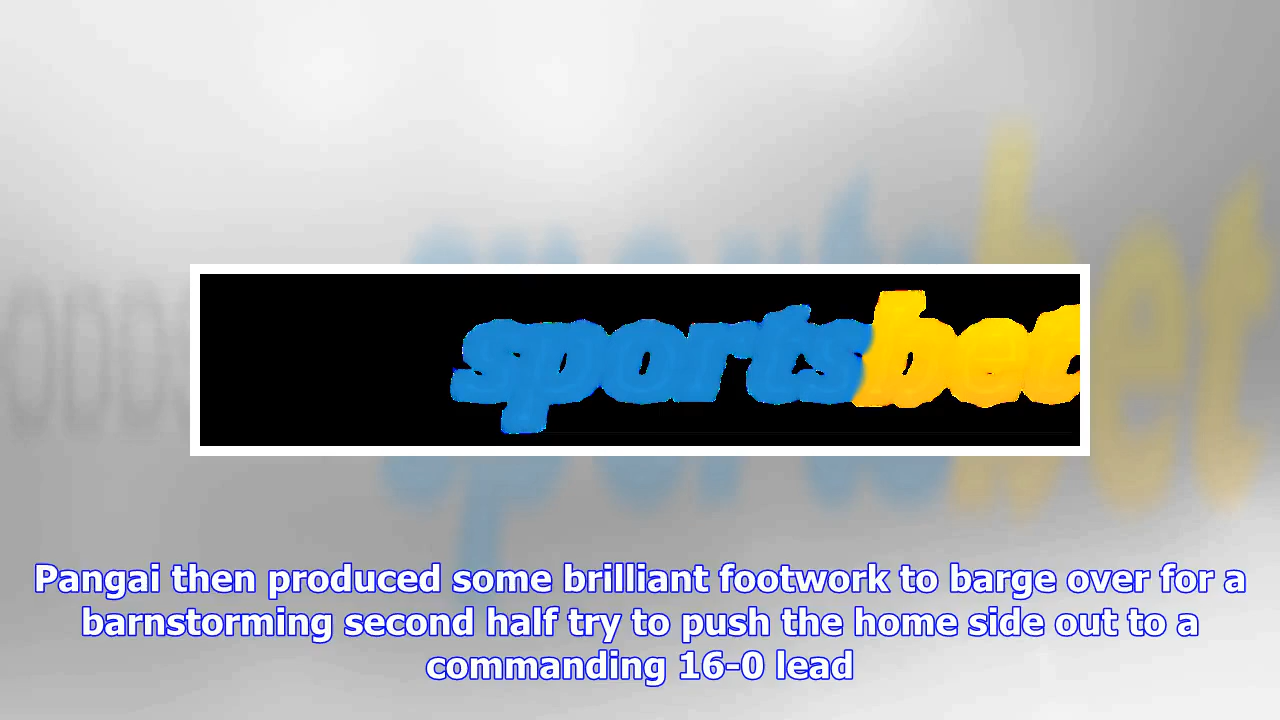 sportsbet
Pangai then produced some brilliant footwork to barge over for a
barnstorming second half try to push the home side out to a
commanding 16-0 lead